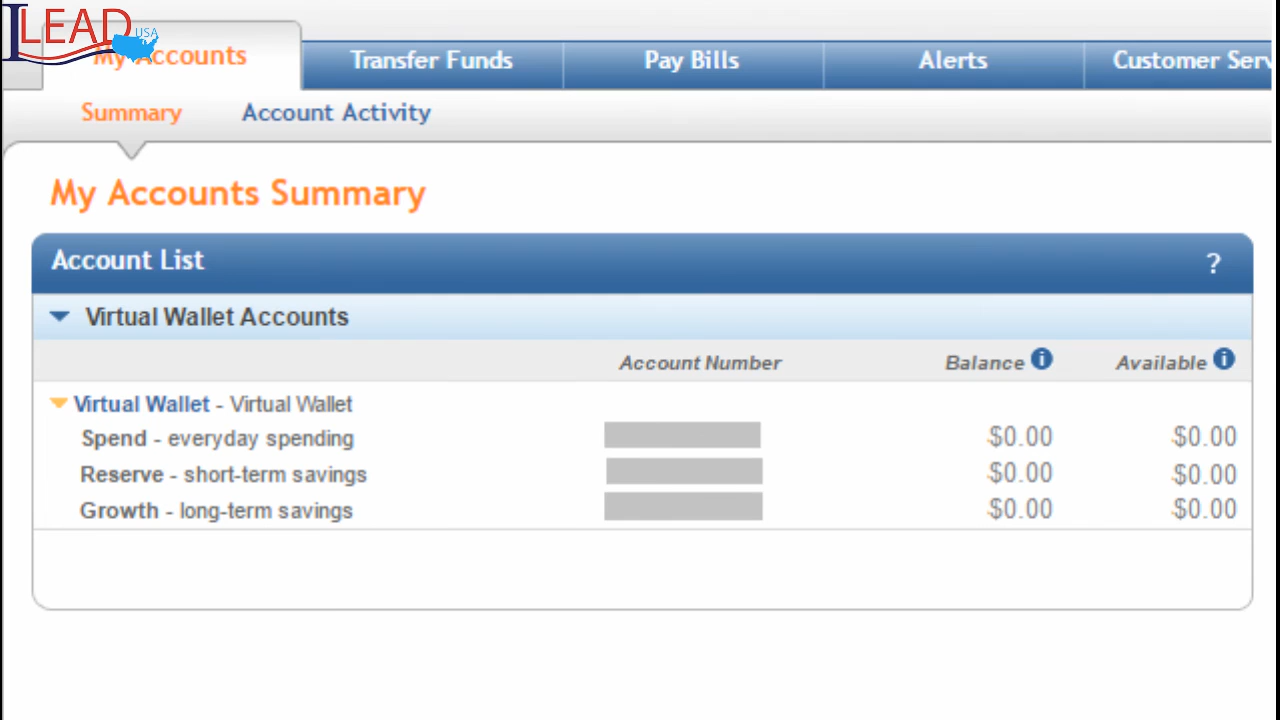 ILEAD USA
My Accounts Transfer Funds Pay Bills Alerts Customer Serv
Summary Account Activity
My Accounts Summary
Account List ?
Virtual Wallet Accounts
Account Number Balance i Available i
Virtual Wallet - Virtual Wallet
Spend - everyday spending $0.00 $0.00
Reserve - short-term savings $0.00 $0.00
Growth - long-term savings $0.00 $0.00